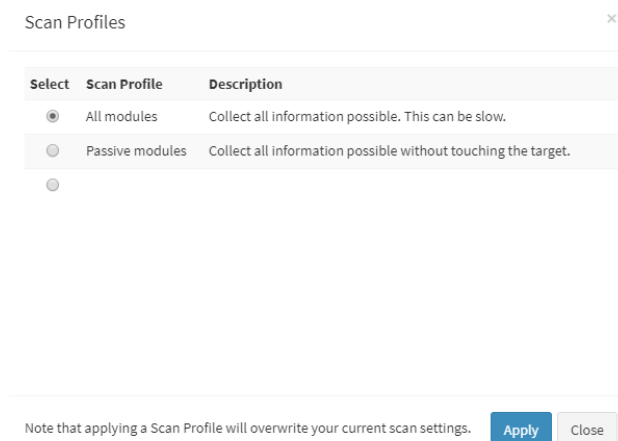 Scan Profiles ×
Select Scan Profile Description
All modules Collect all information possible. This can be slow.
Passive modules Collect all information possible without touching the target.
Note that applying a Scan Profile will overwrite your current scan settings. Apply Close